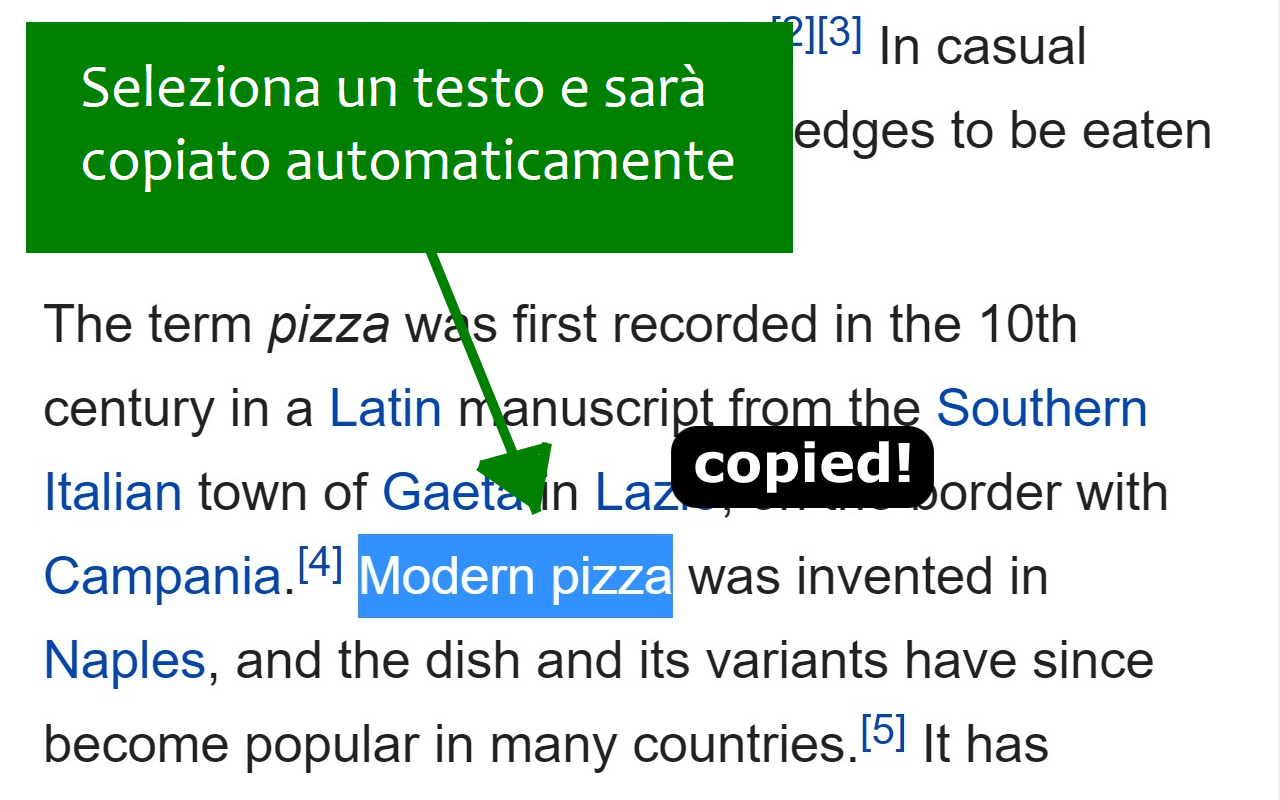 [2][3] In casual
Seleziona un testo e sarà
edges to be eaten
copiato automaticamente
The term pizza was first recorded in the 10th
century in a Latin manuscript from the Southern
copied!
Italian town of Gaeta in border with
Campania.[4] Modern pizza was invented in
Naples, and the dish and its variants have since
become popular in many countries.[5] It has